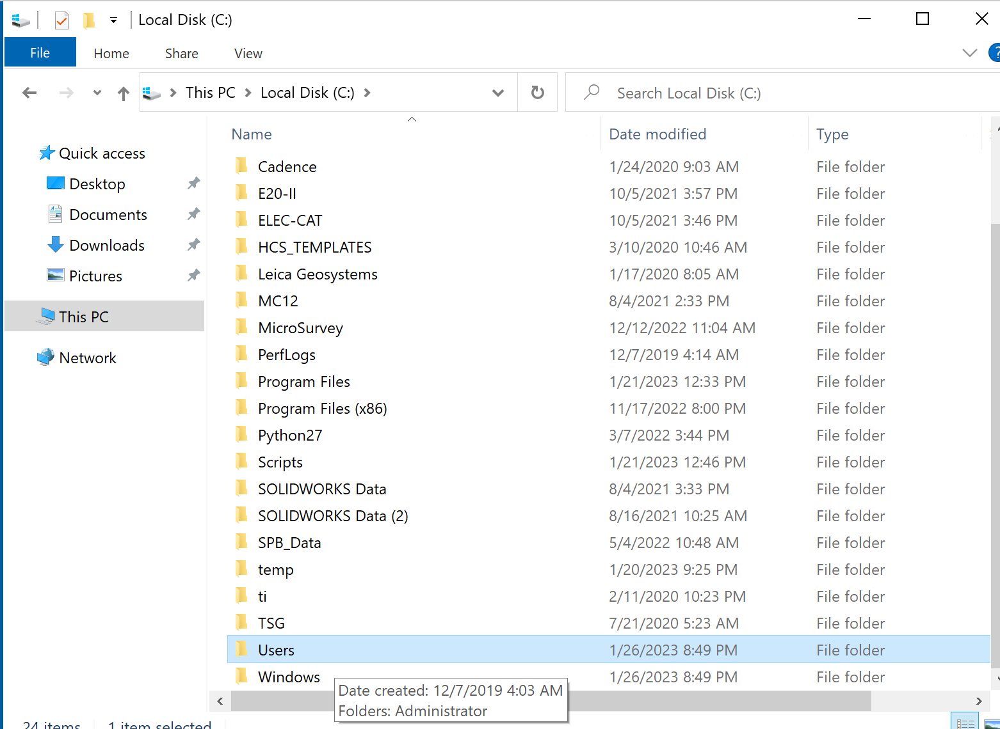 Local Disk (C:)
File Home Share View ?
This PC Local Disk (C:) Search Local Disk (C:)
Name Date modified Type
Quick access
Desktop
Documents
Downloads
Pictures
This PC
Network
Cadence 1/24/2020 9:03 AM File folder
E20-II 10/5/2021 3:57 PM File folder
ELEC-CAT 10/5/2021 3:46 PM File folder
HCS_TEMPLATES 3/10/2020 10:46 AM File folder
Leica Geosystems 1/17/2020 8:05 AM File folder
MC12 8/4/2021 2:33 PM File folder
MicroSurvey 12/12/2022 11:04 AM File folder
PerfLogs 12/7/2019 4:14 AM File folder
Program Files 1/21/2023 12:33 PM File folder
Program Files (x86) 11/17/2022 8:00 PM File folder
Python27 3/7/2022 3:44 PM File folder
Scripts 1/21/2023 12:46 PM File folder
SOLIDWORKS Data 8/4/2021 3:33 PM File folder
SOLIDWORKS Data (2) 8/16/2021 10:25 AM File folder
SPB_Data 5/4/2022 10:48 AM File folder
temp 1/20/2023 9:25 PM File folder
ti 2/11/2020 10:23 PM File folder
TSG 7/21/2020 5:23 AM File folder
Users 1/26/2023 8:49 PM File folder
Windows 1/26/2023 8:49 PM File folder
Date created: 12/7/2019 4:03 AM
Folders: Administrator
24 items 1 item selected